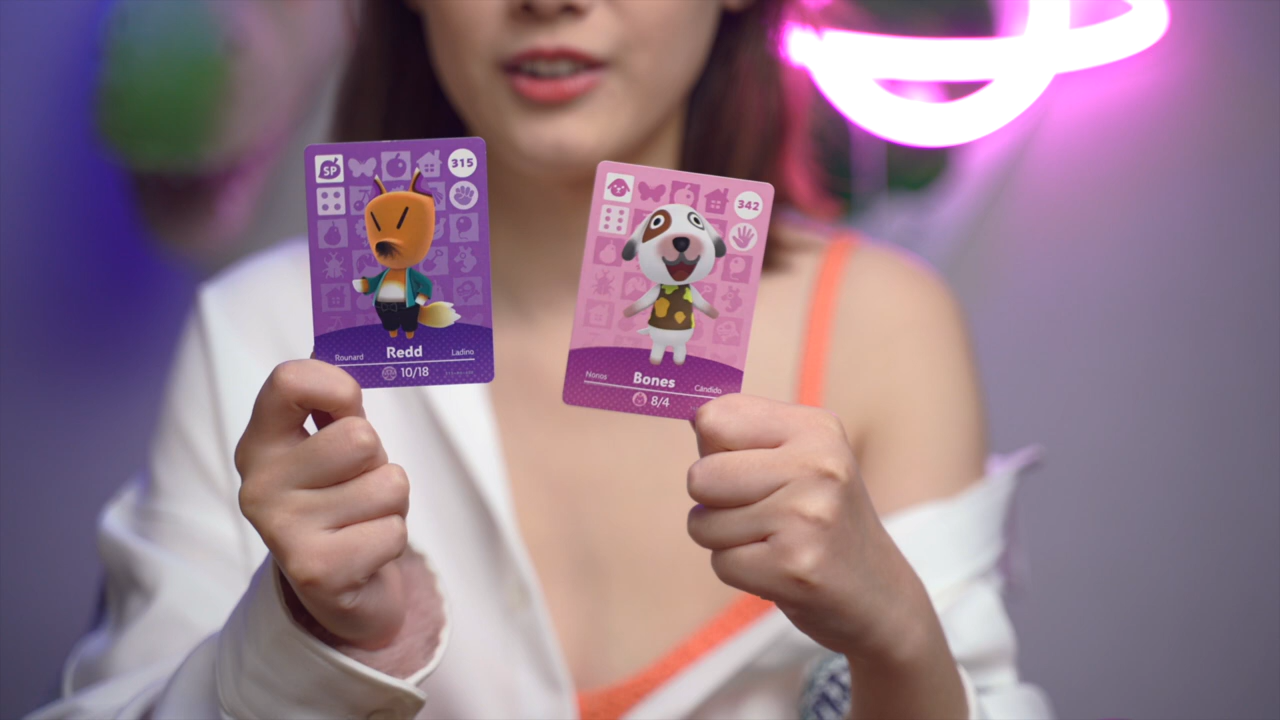 SP
315
Redd
Rounard
Ladino
10/18
342
Bones
Nonos
Cándido
8/4